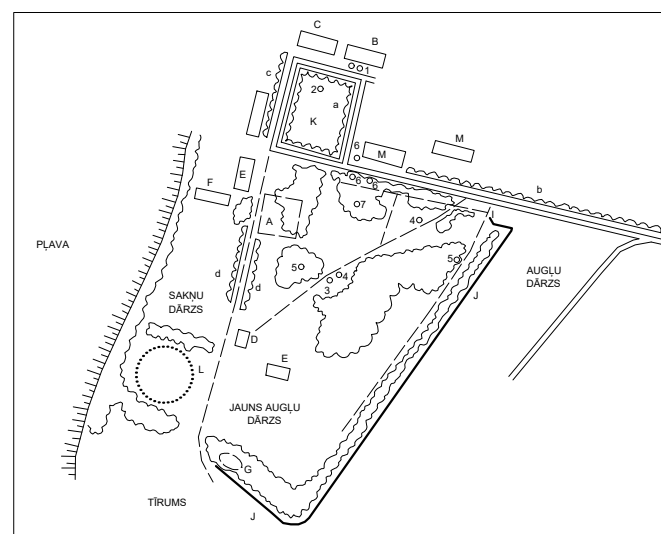 C
B
1
c
2
a
K
6
M
M
6
6
b
E
F
7
A
4
I
PĻAVA
5
5
4
3
AUGĻU
DĀRZS
J
d
d
SAKŅU
DĀRZS
D
E
L
JAUNS AUGĻU
DĀRZS
G
TĪRUMS
J